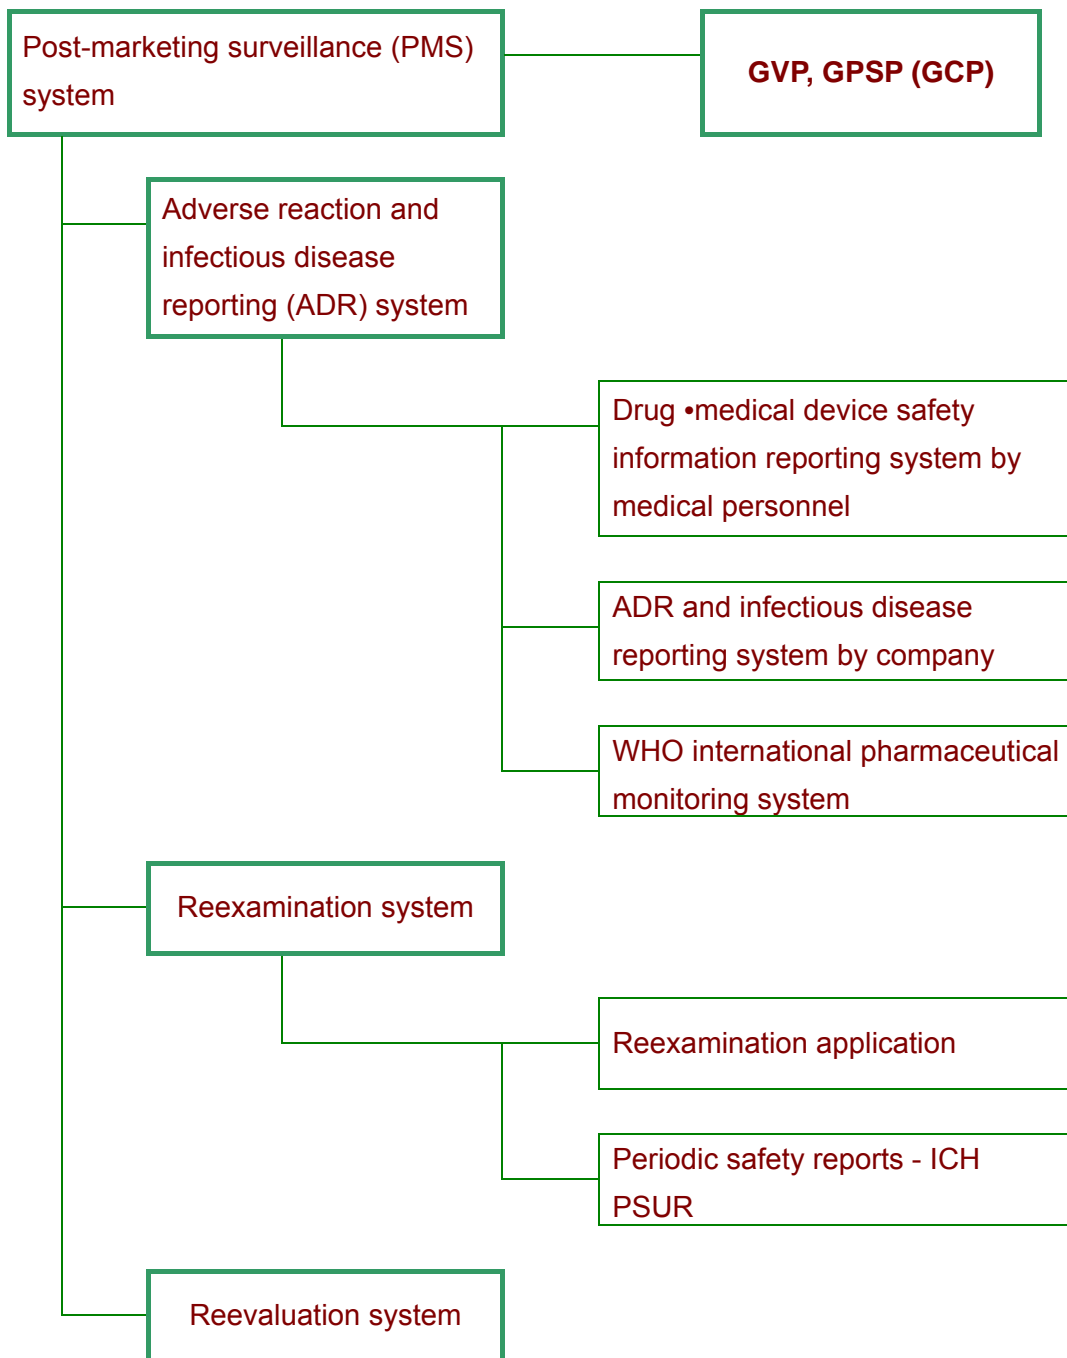 Post-marketing surveillance (PMS)
system
GVP, GPSP (GCP)
Adverse reaction and
infectious disease
reporting (ADR) system
Drug •medical device safety
information reporting system by
medical personnel
ADR and infectious disease
reporting system by company
WHO international pharmaceutical
monitoring system
Reexamination system
Reexamination application
Periodic safety reports - ICH
PSUR
Reevaluation system